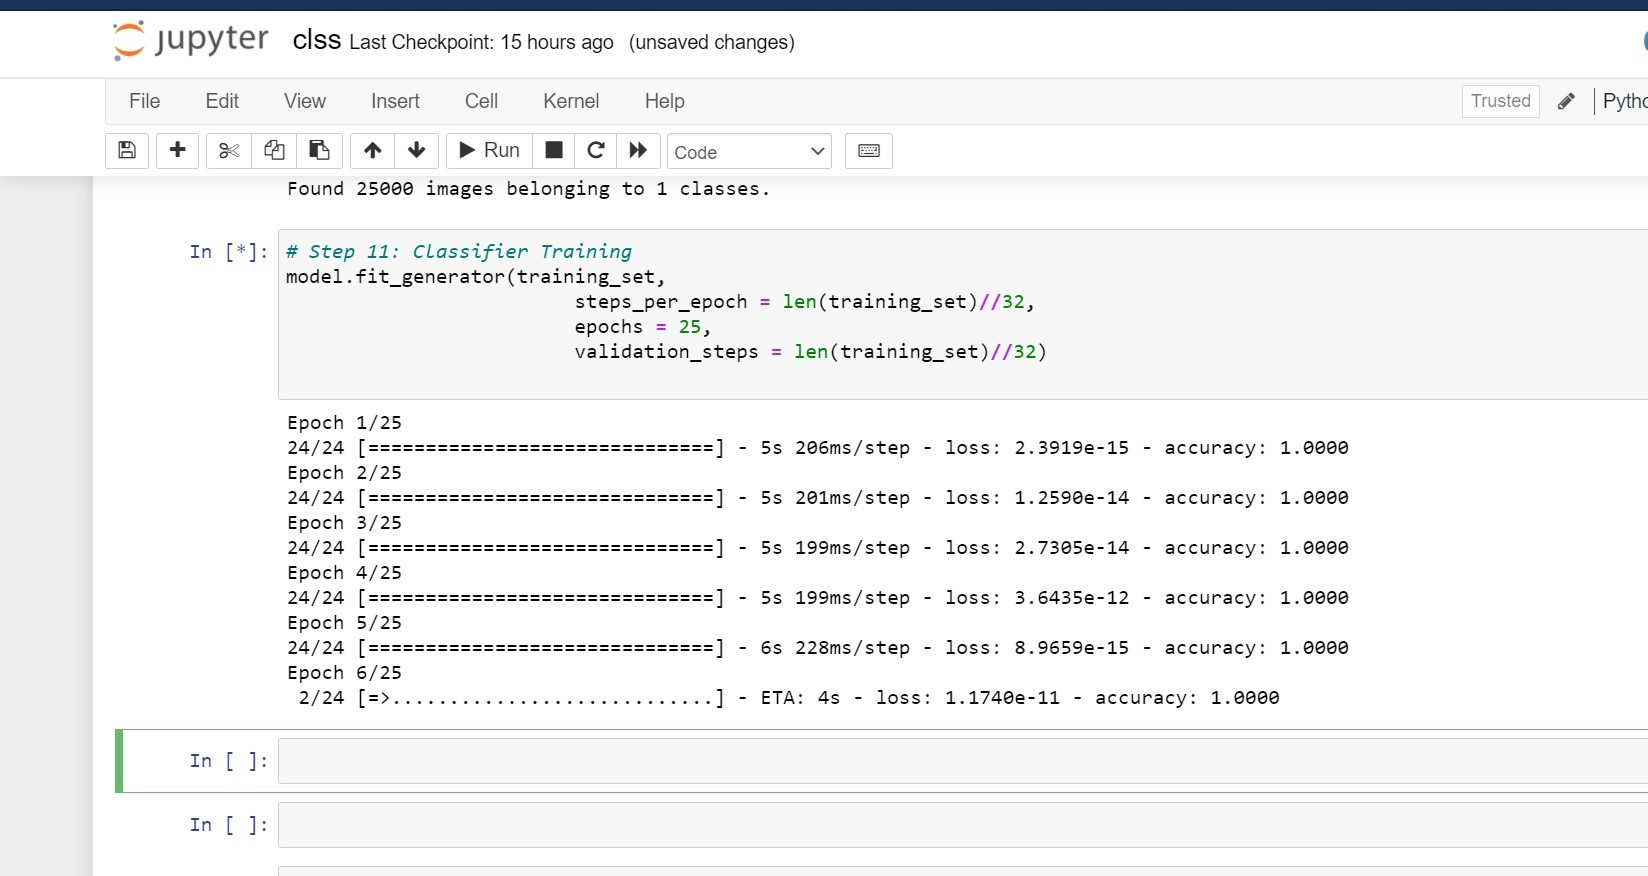 jupyter clss Last Checkpoint: 15 hours ago (unsaved changes)
File Edit View Insert Cell Kernel Help Trusted
Run Code
Found 25000 images belonging to 1 classes.
In [*]: # Step 11: Classifier Training
model.fit_generator(training_set,
steps_per_epoch = len(training_set)//32,
epochs = 25,
validation_steps = len(training_set)//32)
Epoch 1/25
24/24 [==============================] - 5s 206ms/step - loss: 2.3919e-15 - accuracy: 1.0000
Epoch 2/25
24/24 [==============================] - 5s 201ms/step - loss: 1.2590e-14 - accuracy: 1.0000
Epoch 3/25
24/24 [==============================] - 5s 199ms/step - loss: 2.7305e-14 - accuracy: 1.0000
Epoch 4/25
24/24 [==============================] - 5s 199ms/step - loss: 3.6435e-12 - accuracy: 1.0000
Epoch 5/25
24/24 [==============================] - 6s 228ms/step - loss: 8.9659e-15 - accuracy: 1.0000
Epoch 6/25
2/24 [=>............................] - ETA: 4s - loss: 1.1740e-11 - accuracy: 1.0000
In [ ]:
In [ ]: